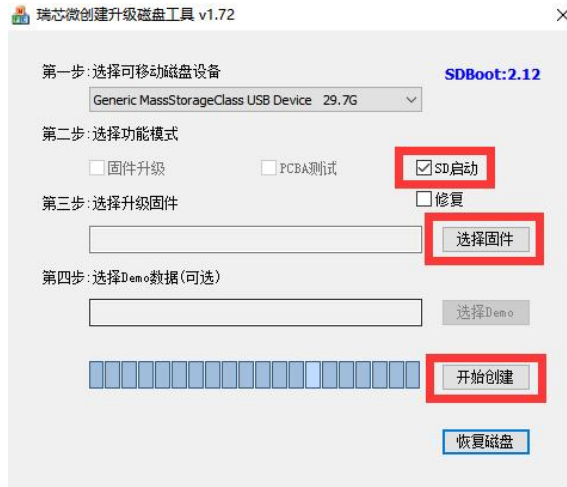 瑞芯微创建升级磁盘工具 v1.72
第一步:选择可移动磁盘设备
SDBoot:2.12
Generic MassStorageClass USB Device 29.7G
第二步:选择功能模式
固件升级 PCBA测试 SD启动
第三步:选择升级固件
修复
选择固件
第四步:选择Demo数据(可选)
选择Demo
开始创建
恢复磁盘